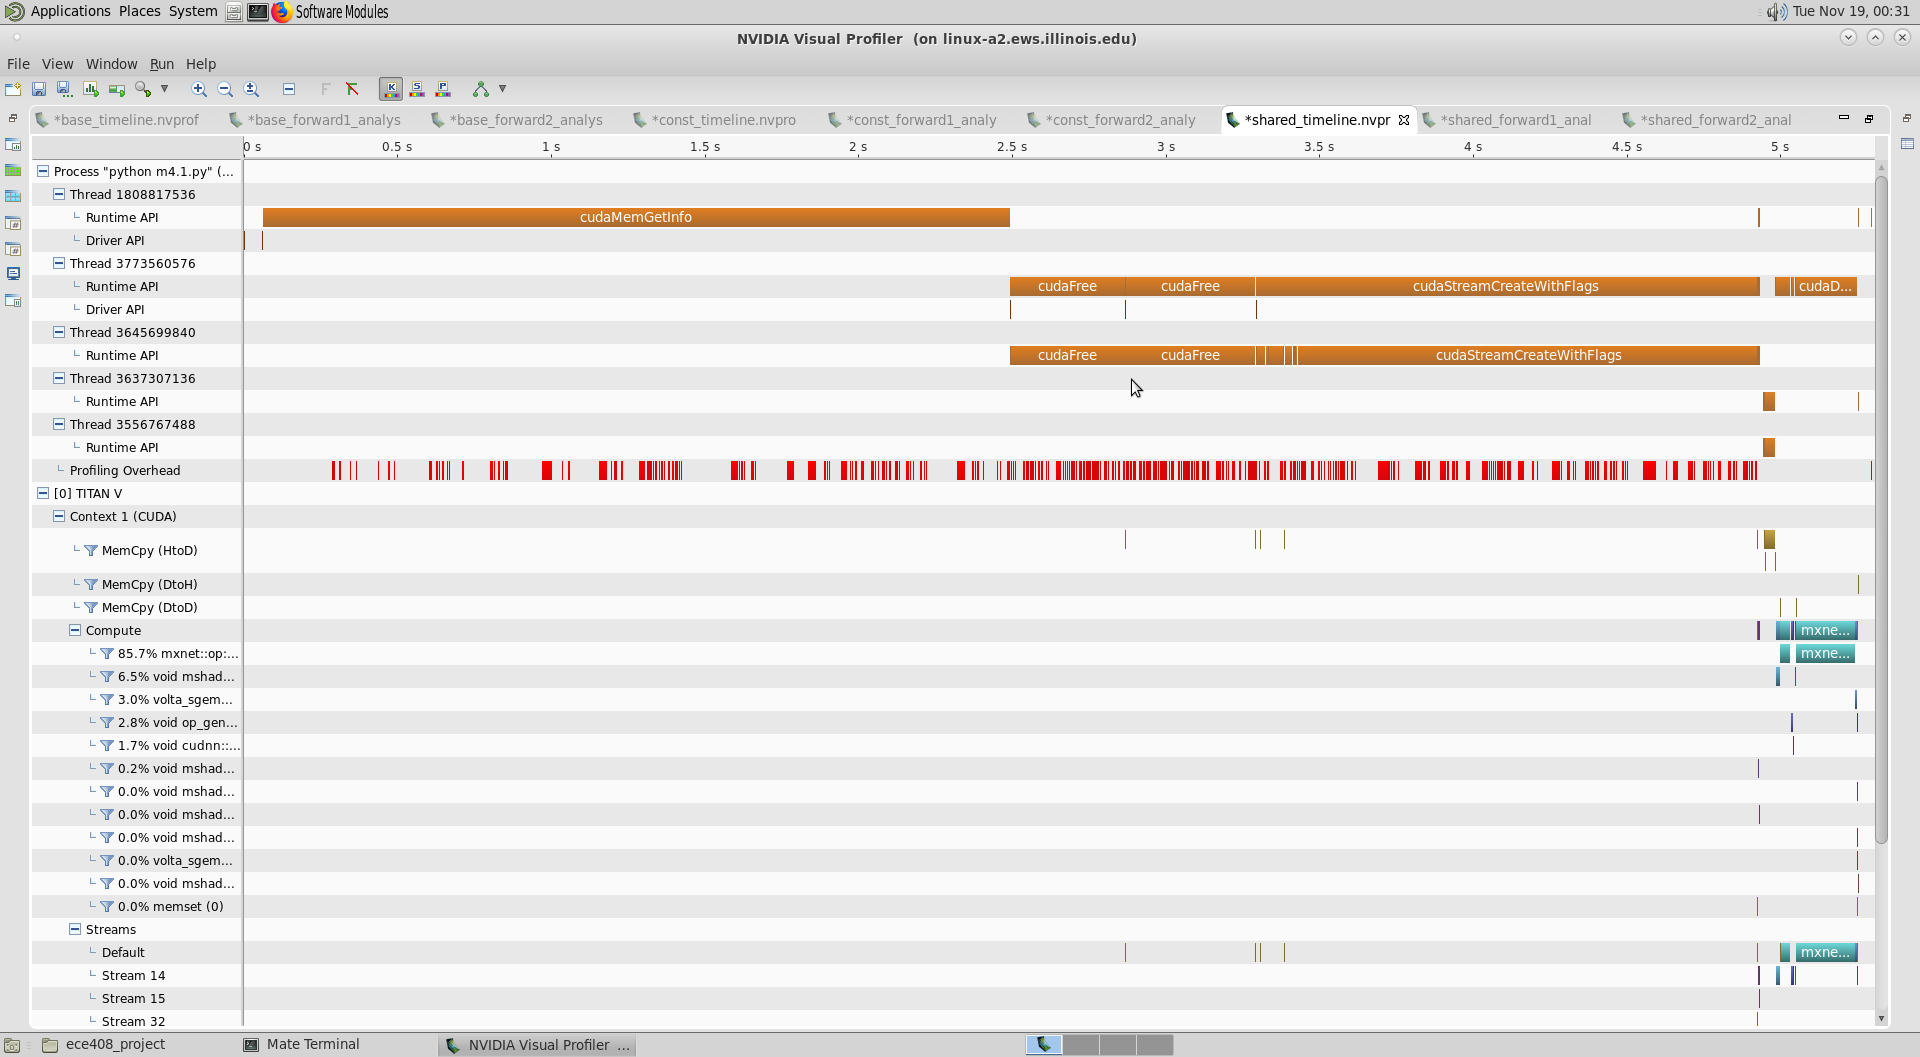 Applications Places System Software Modules Tue Nov 19, 00:31
NVIDIA Visual Profiler (on linux-a2.ews.illinois.edu)
File View Window Run Help
*base_timeline.nvprof *base_forward1_analys *base_forward2_analys *const_timeline.nvpro *const_forward1_analy *const_forward2_analy *shared_timeline.nvpr *shared_forward1_anal *shared_forward2_anal
0 s 0.5 s 1 s 1.5 s 2 s 2.5 s 3 s 3.5 s 4 s 4.5 s 5 s
Process "python m4.1.py" (...
Thread 1808817536
Runtime API cudaMemGetInfo
Driver API
Thread 3773560576
Runtime API cudaFree cudaFree cudaStreamCreateWithFlags cudaD...
Driver API
Thread 3645699840
Runtime API cudaFree cudaFree cudaStreamCreateWithFlags
Thread 3637307136
Runtime API
Thread 3556767488
Runtime API
Profiling Overhead
[0] TITAN V
Context 1 (CUDA)
MemCpy (HtoD)
MemCpy (DtoH)
MemCpy (DtoD)
Compute mxne...
85.7% mxnet::op:... mxne...
6.5% void mshad...
3.0% volta_sgem...
2.8% void op_gen...
1.7% void cudnn::...
0.2% void mshad...
0.0% void mshad...
0.0% void mshad...
0.0% void mshad...
0.0% volta_sgem...
0.0% void mshad...
0.0% memset (0)
Streams
Default mxne...
Stream 14
Stream 15
Stream 32
ece408_project Mate Terminal NVIDIA Visual Profiler ...